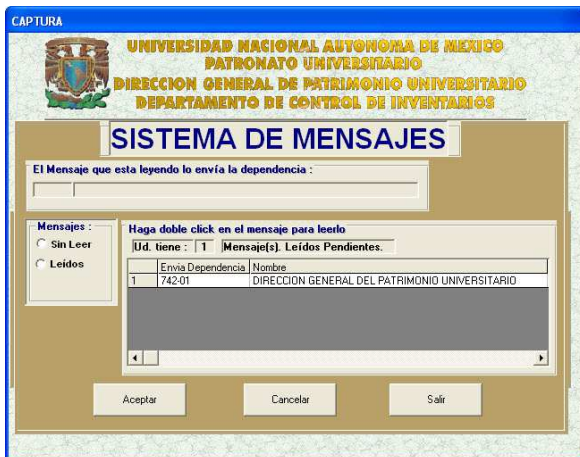 CAPTURA
UNIVERSIDAD NACIONAL AUTONOMA DE MEXICO
PATRONATO UNIVERSITARIO
DIRECCION GENERAL DE PATRIMONIO UNIVERSITARIO
DEPARTAMENTO DE CONTROL DE INVENTARIOS
SISTEMA DE MENSAJES
El Mensaje que esta leyendo lo envía la dependencia :
Mensajes :
Sin Leer
Leídos
Haga doble click en el mensaje para leerlo
Ud. tiene : 1 Mensaje(s). Leídos Pendientes.
Envia Dependencia Nombre
1 742-01 DIRECCION GENERAL DEL PATRIMONIO UNIVERSITARIO
Aceptar Cancelar Salir